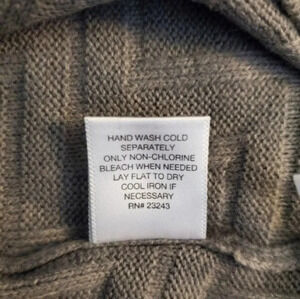 HAND WASH COLD
SEPARATELY
ONLY NON-CHLORINE
BLEACH WHEN NEEDED
LAY FLAT TO DRY
COOL IRON IF
NECESSARY
RN# 23243